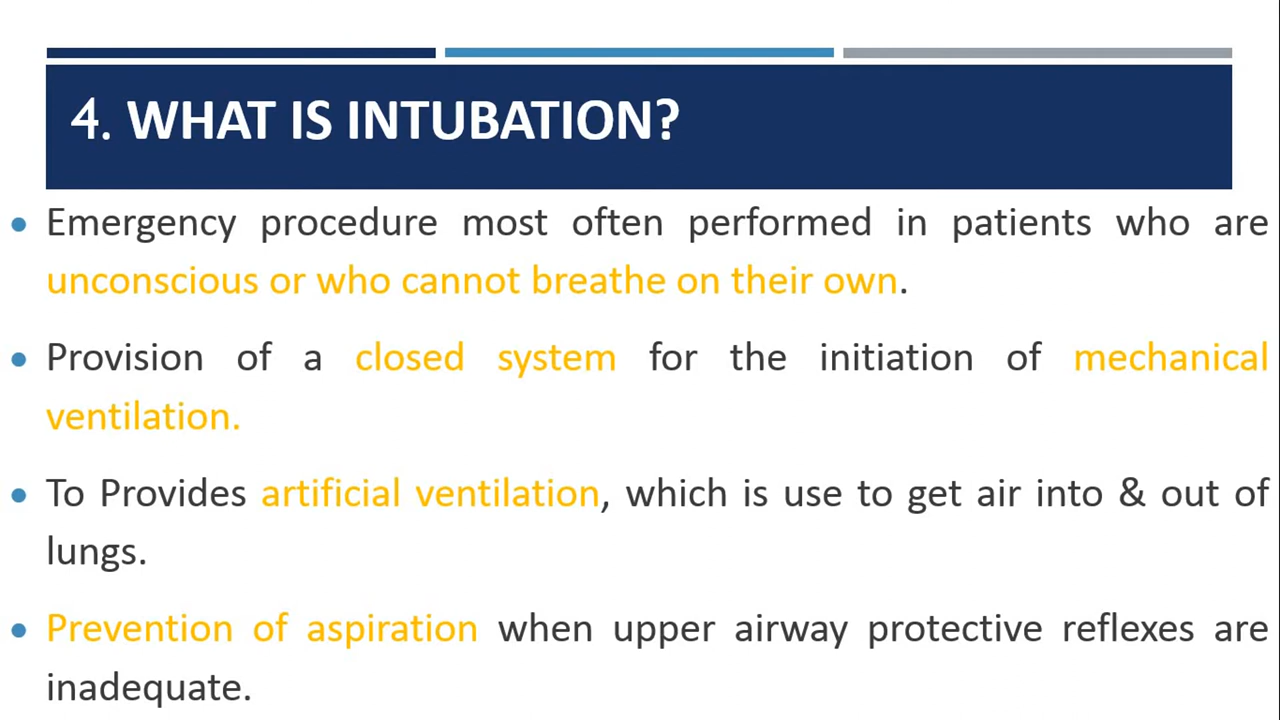 4. WHAT IS INTUBATION?
• Emergency procedure most often performed in patients who are
unconscious or who cannot breathe on their own.
• Provision of a closed system for the initiation of mechanical
ventilation.
• To Provides artificial ventilation, which is use to get air into & out of
lungs.
• Prevention of aspiration when upper airway protective reflexes are
inadequate.